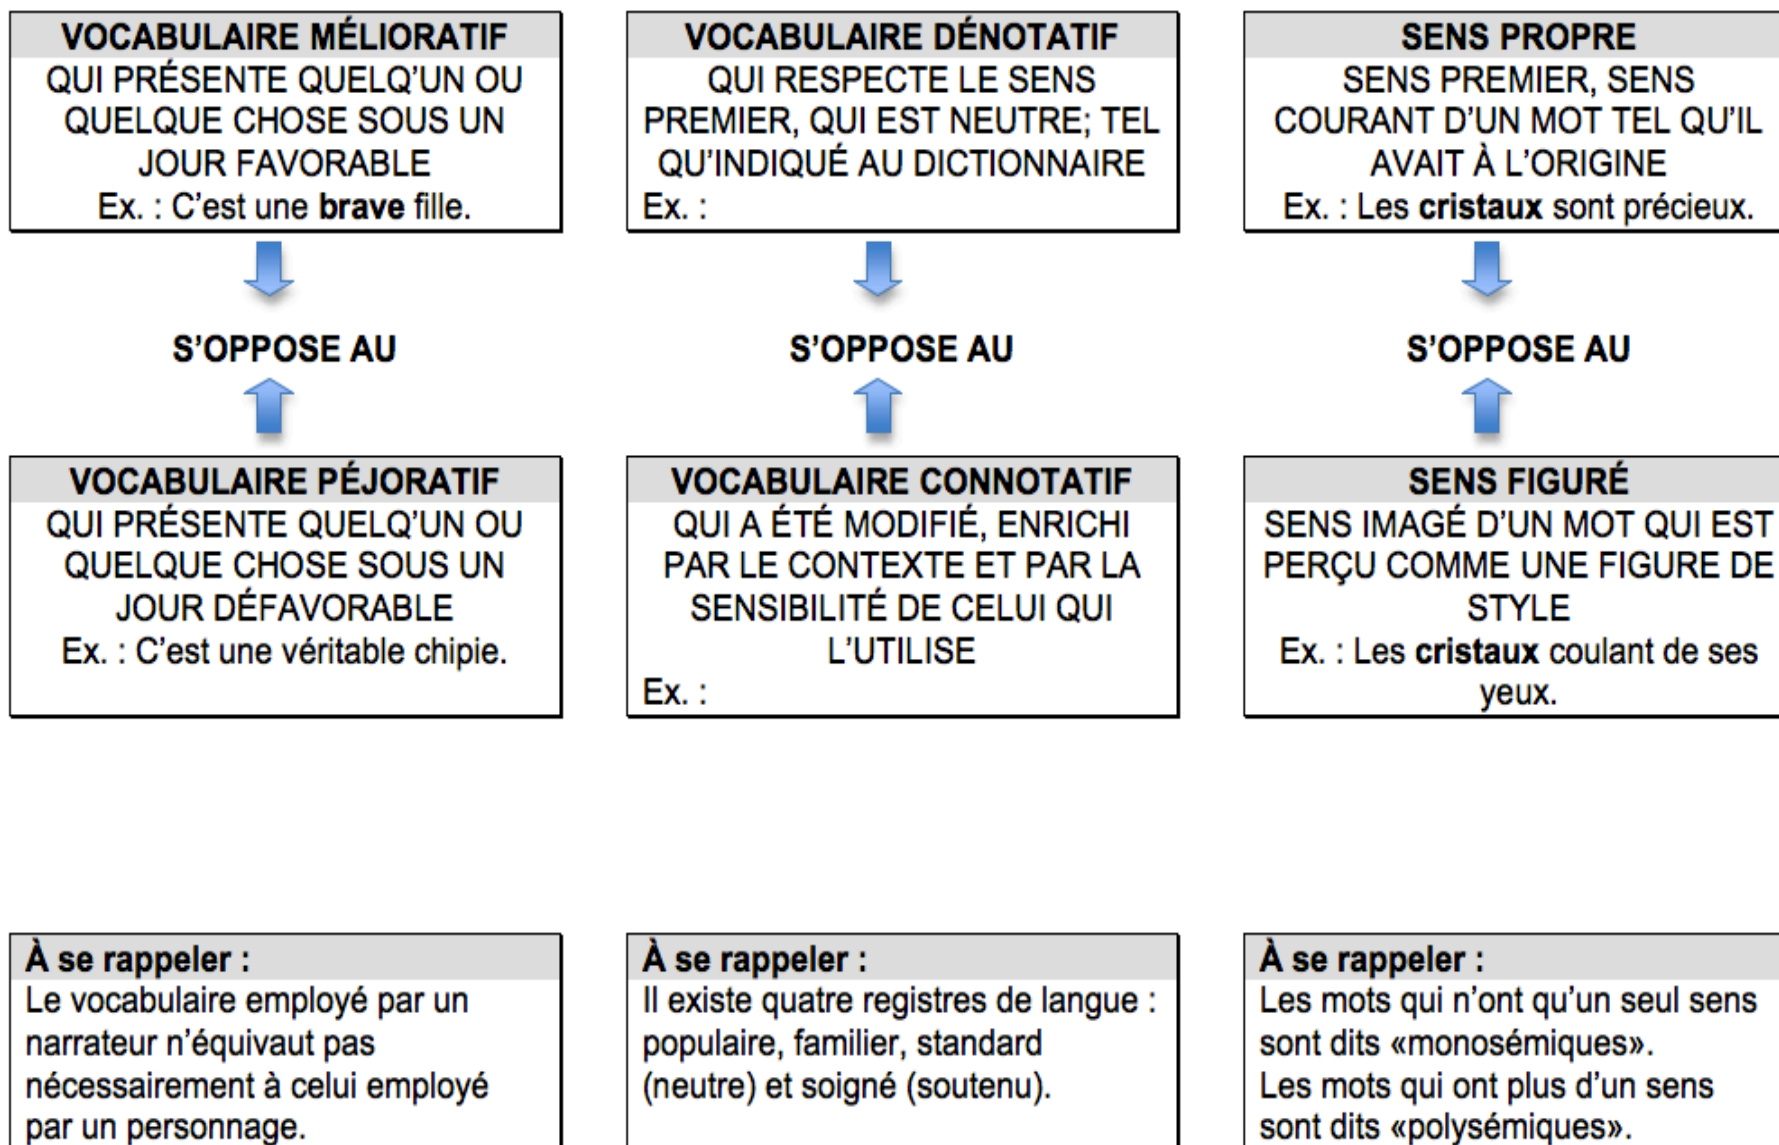 VOCABULAIRE MÉLIORATIF
QUI PRÉSENTE QUELQ'UN OU
QUELQUE CHOSE SOUS UN
JOUR FAVORABLE
Ex. : C'est une brave fille.
S'OPPOSE AU
VOCABULAIRE PÉJORATIF
QUI PRÉSENTE QUELQ'UN OU
QUELQUE CHOSE SOUS UN
JOUR DÉFAVORABLE
Ex. : C'est une véritable chipie.
VOCABULAIRE DÉNOTATIF
QUI RESPECTE LE SENS
PREMIER, QUI EST NEUTRE; TEL
QU'INDIQUÉ AU DICTIONNAIRE
Ex. :
S'OPPOSE AU
VOCABULAIRE CONNOTATIF
QUI A ÉTÉ MODIFIÉ, ENRICHI
PAR LE CONTEXTE ET PAR LA
SENSIBILITÉ DE CELUI QUI
L'UTILISE
Ex. :
SENS PROPRE
SENS PREMIER, SENS
COURANT D'UN MOT TEL QU'IL
AVAIT À L'ORIGINE
Ex. : Les cristaux sont précieux.
S'OPPOSE AU
SENS FIGURÉ
SENS IMAGÉ D'UN MOT QUI EST
PERÇU COMME UNE FIGURE DE
STYLE
Ex. : Les cristaux coulant de ses
yeux.
À se rappeler :
Le vocabulaire employé par un
narrateur n'équivaut pas
nécessairement à celui employé
par un personnage.
À se rappeler :
Il existe quatre registres de langue :
populaire, familier, standard
(neutre) et soigné (soutenu).
À se rappeler :
Les mots qui n'ont qu'un seul sens
sont dits «monosémiques».
Les mots qui ont plus d'un sens
sont dits «polysémiques».